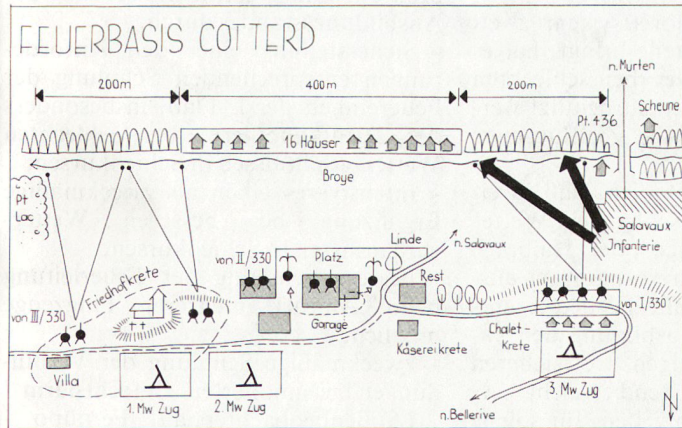 FEUERBASIS COTTERD
n. Murten
200m
400m
200m
Pt. 436
Scheune
16 Häuser
Broye
Pt
Lac
Salavaux
Infanterie
Linde
n. Salavaux
von II/330
Platz
Friedhofkrete
Rest
von III/330
Garage
von I/330
Käsereikrete
Chalet-
Krete
Villa
1. Mw Zug
2. Mw Zug
3. Mw Zug
n. Bellerive
N